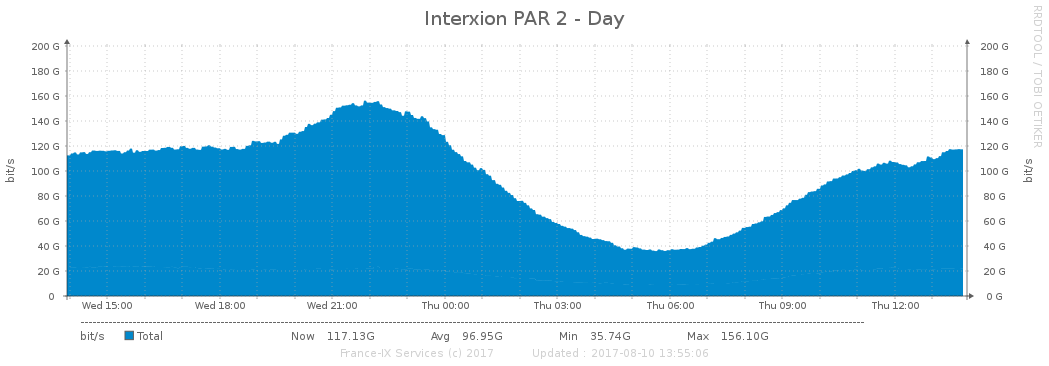 Interxion PAR 2 - Day
RRDTOOL / TOBI OETIKER
200 G 200 G
180 G 180 G
160 G 160 G
140 G 140 G
120 G 120 G
100 G 100 G
80 G 80 G
60 G 60 G
40 G 40 G
20 G 20 G
0 0 G
bit/s bit/s
Wed 15:00 Wed 18:00 Wed 21:00 Thu 00:00 Thu 03:00 Thu 06:00 Thu 09:00 Thu 12:00
bit/s Total Now 117.13G Avg 96.95G Min 35.74G Max 156.10G
France-IX Services (c) 2017 Updated : 2017-08-10 13:55:06